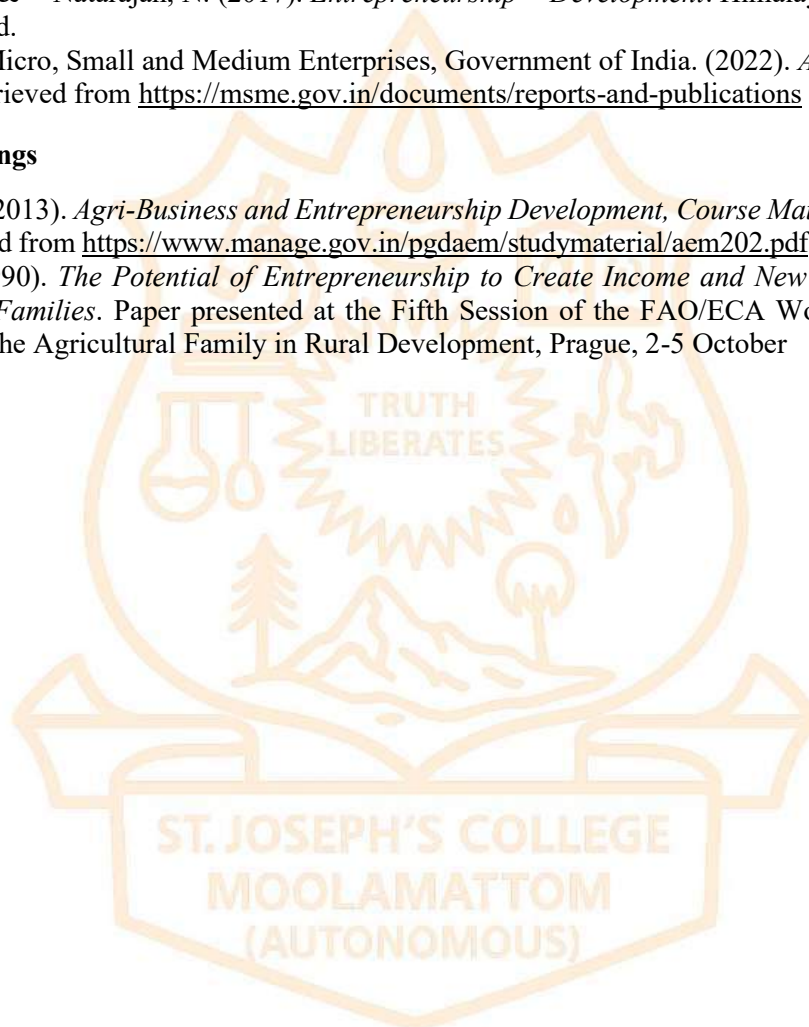 Natarajan, N. (2017). Entrepreneurship Development.
d.
Micro, Small and Medium Enterprises, Government of India. (2022). A
rieved from https://msme.gov.in/documents/reports-and-publications
ngs
2013). Agri-Business and Entrepreneurship Development, Course Mat
d from https://www.manage.gov.in/pgdaem/studymaterial/aem202.pdf
90). The Potential of Entrepreneurship to Create Income and New
Families. Paper presented at the Fifth Session of the FAO/ECA Wo
he Agricultural Family in Rural Development, Prague, 2-5 October
TRUTH
LIBERATES
ST. JOSEPH'S COLLEGE
MOOLAMATTOM
(AUTONOMOUS)